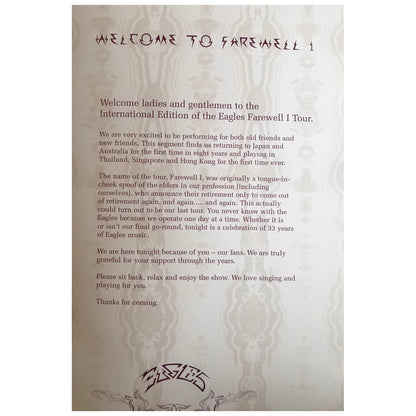 WELCOME TO FAREWELL I
Welcome ladies and gentlemen to the
International Edition of the Eagles Farewell I Tour.
We are very excited to be performing for both old friends and
new friends. This segment finds us returning to Japan and
Australia for the first time in eight years and playing in
Thailand, Singapore and Hong Kong for the first time ever.
The name of the tour, Farewell I, was originally a tongue-in-
cheek spoof of the elders in our profession (including
ourselves), who announce their retirement only to come out
of retirement again, and again..... and again. This actually
could turn out to be our last tour. You never know with the
Eagles because we operate one day at a time. Whether it is
or isn't our final go-round, tonight is a celebration of 33 years
of Eagles music.
We are here tonight because of you – our fans. We are truly
grateful for your support through the years.
Please sit back, relax and enjoy the show. We love singing and
playing for you.
Thanks for coming.
EAGLES